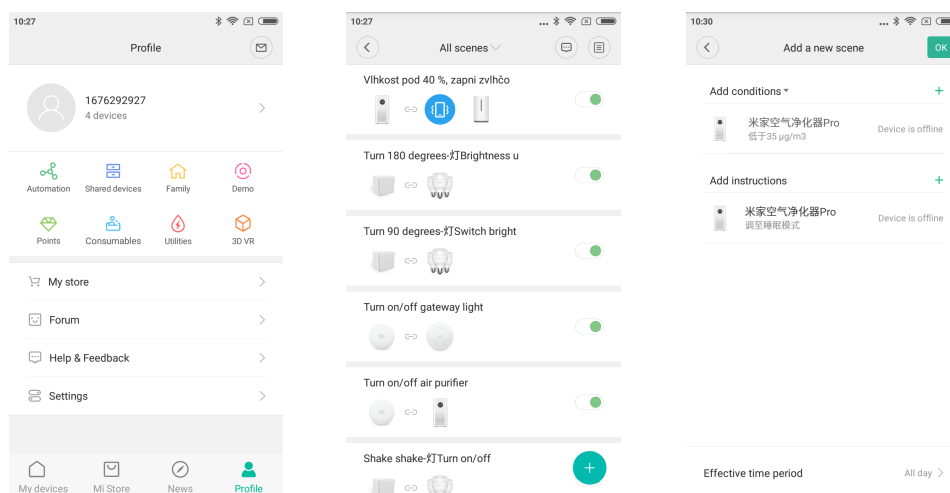 10:27
Profile
1676292927
4 devices
Automation
Shared devices
Family
Demo
Points
Consumables
Utilities
3D VR
My store
Forum
Help & Feedback
Settings
My devices
Mi Store
News
Profile
10:27
...
All scenes
Vlhkost pod 40 %, zapni zvlhčo
Turn 180 degrees-灯Brightness u
Turn 90 degrees-灯Switch bright
Turn on/off gateway light
Turn on/off air purifier
Shake shake-灯Turn on/off
10:30
...
Add a new scene
OK
Add conditions
米家空气净化器Pro
低于35 μg/m3
Device is offline
Add instructions
米家空气净化器Pro
调至睡眠模式
Device is offline
Effective time period
All day